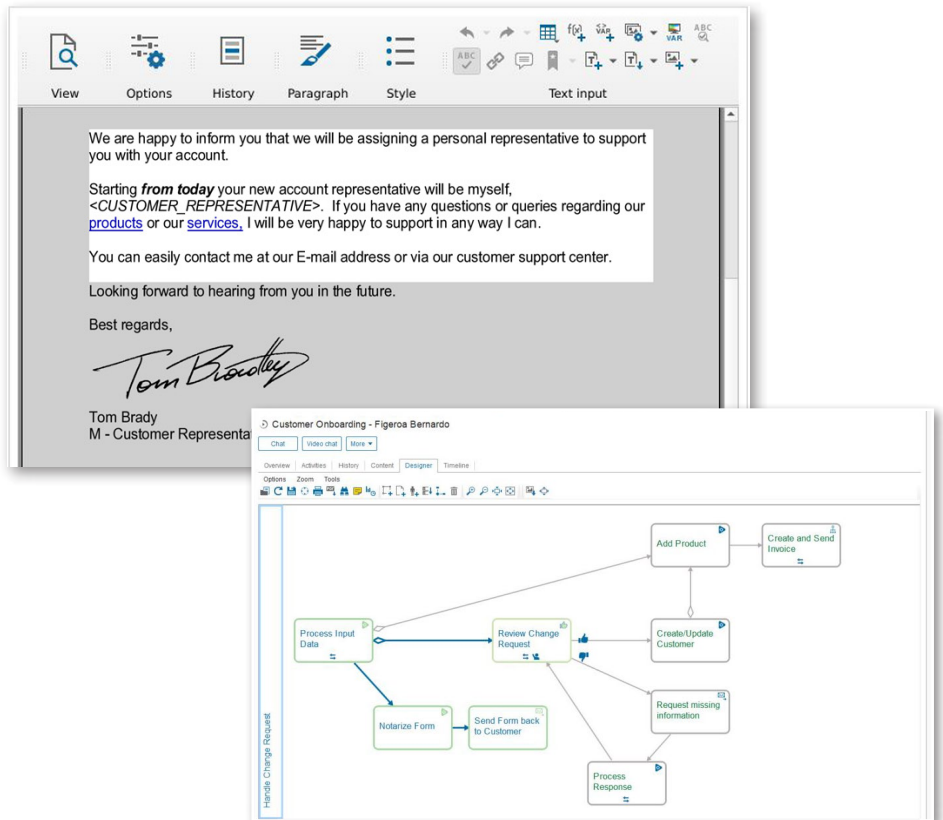 View
Options
History
Paragraph
Style
Text input
f(x)
VAR
VAR
ABC
ABC
We are happy to inform you that we will be assigning a personal representative to support
you with your account.
Starting from today your new account representative will be myself,
<CUSTOMER_REPRESENTATIVE>. If you have any questions or queries regarding our
products or our services, I will be very happy to support in any way I can.
You can easily contact me at our E-mail address or via our customer support center.
Looking forward to hearing from you in the future.
Best regards,
Tom Bradley
Tom Brady
M - Customer Representa
Customer Onboarding - Figeroa Bernardo
Chat
Video chat
More
Overview
Activities
History
Content
Designer
Timeline
Options
Zoom
Tools
Handle Change Request
Add Product
Create and Send
Invoice
Process Input
Data
Review Change
Request
Create/Update
Customer
Notarize Form
Send Form back
to Customer
Request missing
information
Process
Response